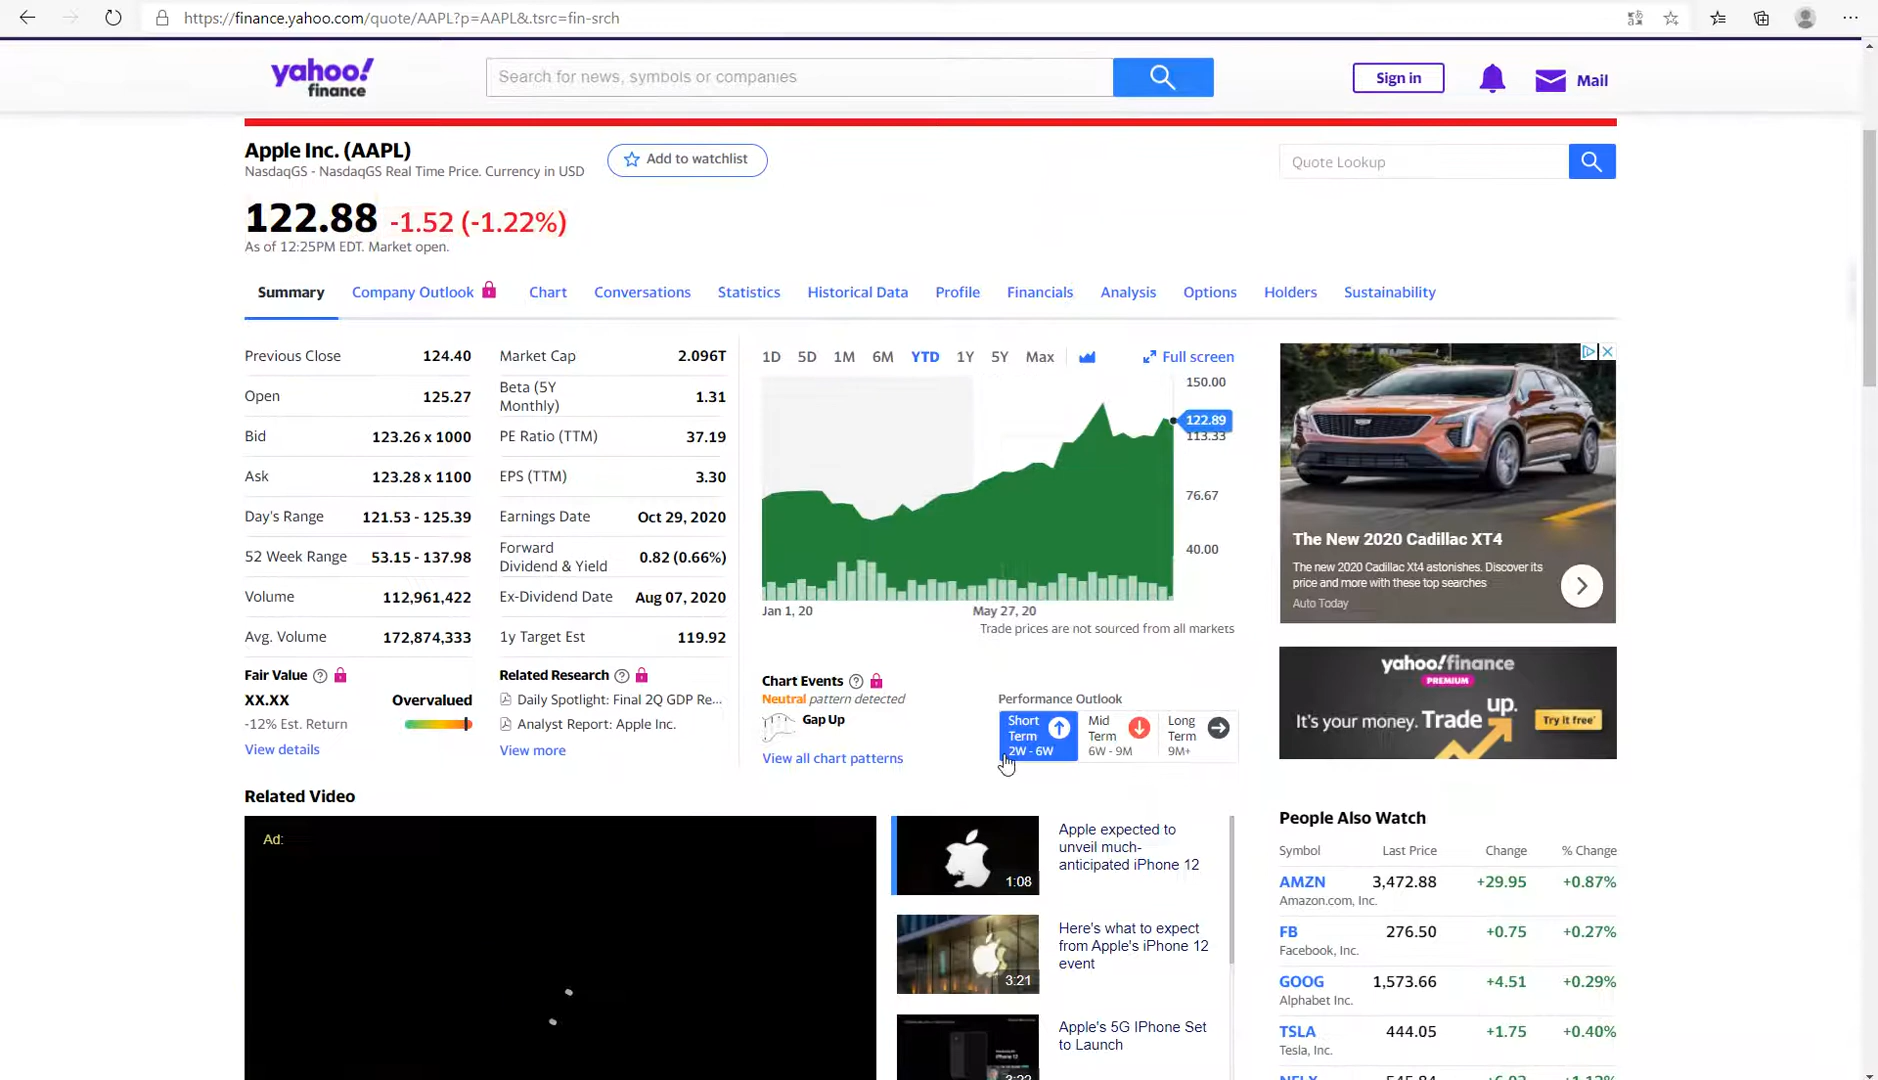 https://finance.yahoo.com/quote/AAPL?p=AAPL&.tsrc=fin-srch
yahoo!
finance
Search for news, symbols or companies
Sign in
Mail
Apple Inc. (AAPL)
NasdaqGS - NasdaqGS Real Time Price. Currency in USD
Add to watchlist
Quote Lookup
122.88 -1.52 (-1.22%)
As of 12:25PM EDT. Market open.
Summary Company Outlook Chart Conversations Statistics Historical Data Profile Financials Analysis Options Holders Sustainability
Previous Close 124.40
Open 125.27
Bid 123.26 x 1000
Ask 123.28 x 1100
Day's Range 121.53 - 125.39
52 Week Range 53.15 - 137.98
Volume 112,961,422
Avg. Volume 172,874,333
Market Cap 2.096T
Beta (5Y
Monthly) 1.31
PE Ratio (TTM) 37.19
EPS (TTM) 3.30
Earnings Date Oct 29, 2020
Forward
Dividend & Yield 0.82 (0.66%)
Ex-Dividend Date Aug 07, 2020
1y Target Est 119.92
1D 5D 1M 6M YTD 1Y 5Y Max Full screen
150.00
122.89
113.33
76.67
40.00
Jan 1, 20 May 27, 20
Trade prices are not sourced from all markets
Fair Value
XX.XX Overvalued
-12% Est. Return
View details
Related Research
Daily Spotlight: Final 2Q GDP Re...
Analyst Report: Apple Inc.
View more
Chart Events
Neutral pattern detected
Gap Up
View all chart patterns
Performance Outlook
Short
Term
2W - 6W
Mid
Term
6W - 9M
Long
Term
9M+
The New 2020 Cadillac XT4
The new 2020 Cadillac Xt4 astonishes. Discover its
price and more with these top searches
Auto Today
yahoo!finance
PREMIUM
It's your money. Trade up.
Try it free*
Related Video
Ad:
Apple expected to
unveil much-
anticipated iPhone 12
1:08
Here's what to expect
from Apple's iPhone 12
event
3:21
Apple's 5G IPhone Set
to Launch
3:22
People Also Watch
Symbol Last Price Change % Change
AMZN 3,472.88 +29.95 +0.87%
Amazon.com, Inc.
FB 276.50 +0.75 +0.27%
Facebook, Inc.
GOOG 1,573.66 +4.51 +0.29%
Alphabet Inc.
TSLA 444.05 +1.75 +0.40%
Tesla, Inc.